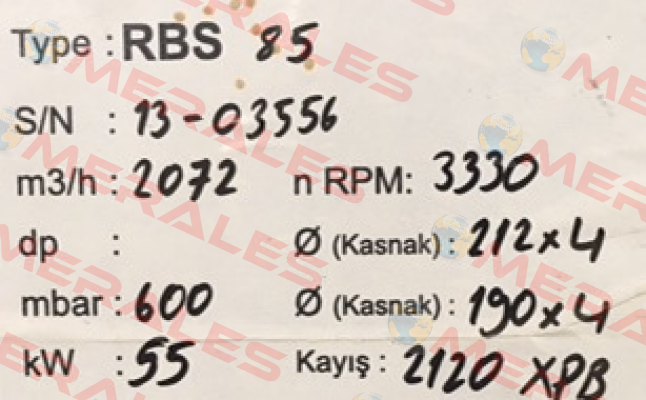 Type : RBS 85
S/N : 13-03556
m3/h : 2072 n RPM: 3330
dp : Ø (Kasnak) : 212x4
mbar : 600 Ø (Kasnak) : 190x4
kW : 55 Kayış : 2120 XPB
MERALES